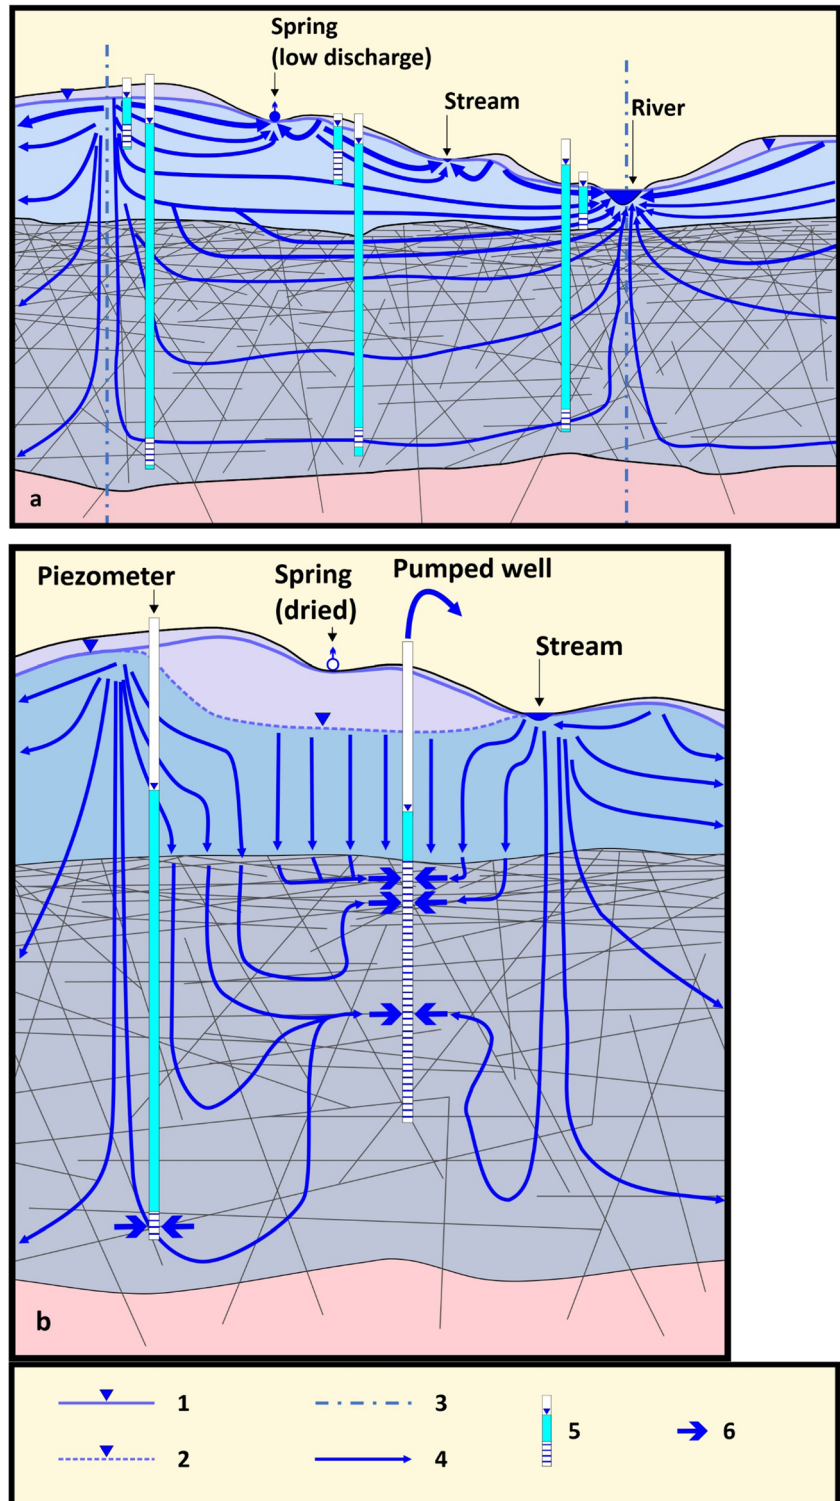 Spring
(low discharge)
Stream
River
a
Piezometer
Spring
(dried)
Pumped well
Stream
b
1
3
5
6
2
4